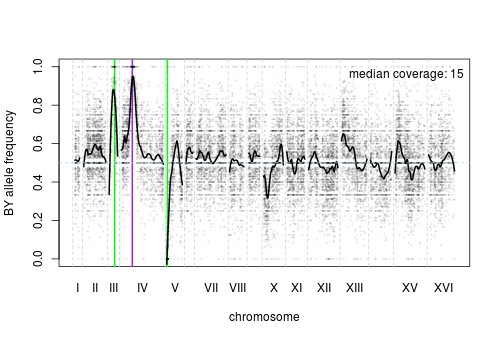 median coverage: 15
BY allele frequency
1.0
0.8
0.6
0.4
0.2
0.0
I II III IV V VII VIII X XI XII XIII XV XVI
chromosome